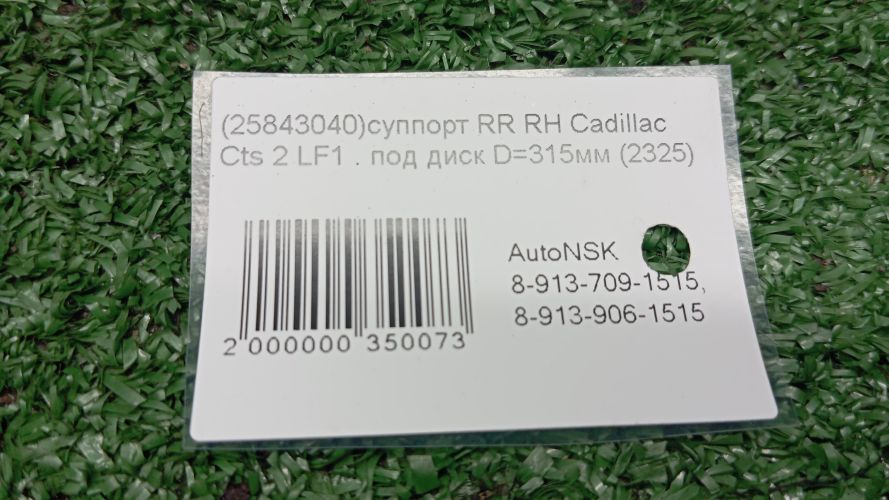 (25843040)суппорт RR RH Cadillac
Cts 2 LF1 . под диск D=315мм (2325)
AutoNSK
8-913-709-1515,
8-913-906-1515
2 000000 350073